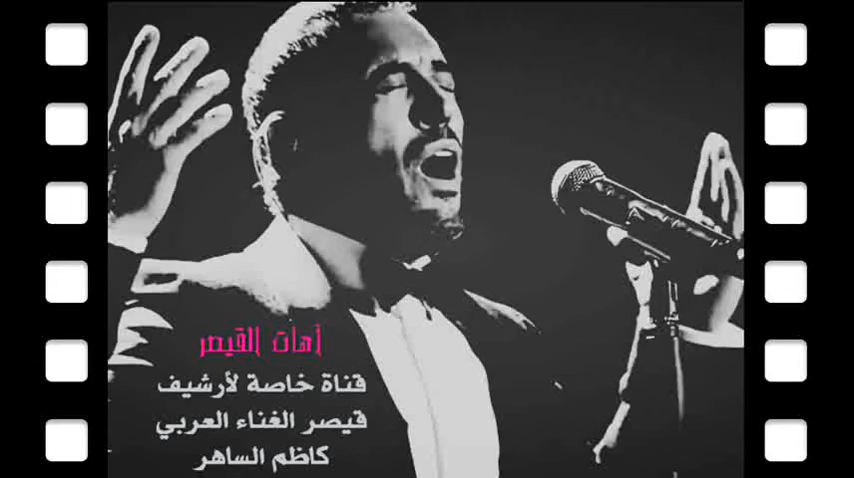 آهات القيصر
قناة خاصة لأرشيف
قيصر الغناء العربي
كاظم الساهر